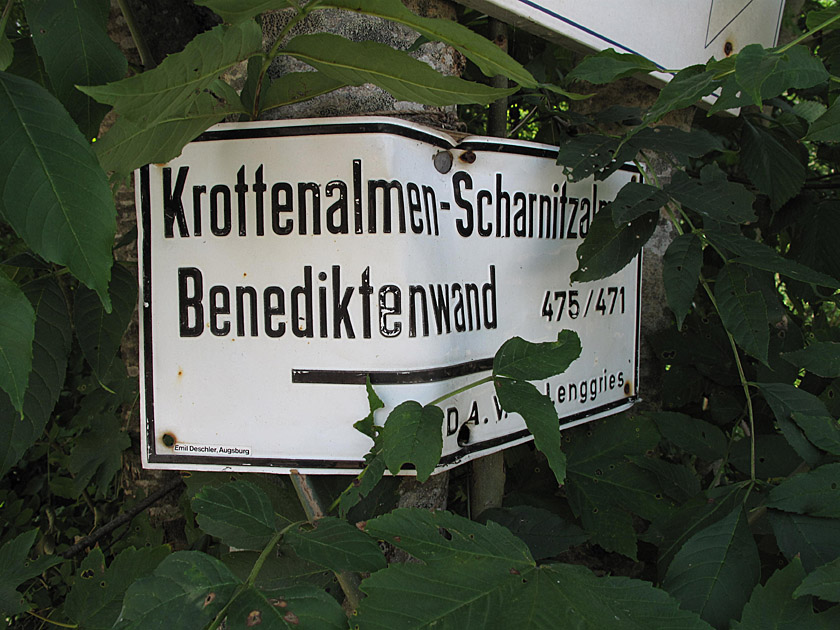 Krottenalmen-Scharnitzalm
Benediktenwand 475/471
Lenggries
Emil Deschler, Augsburg